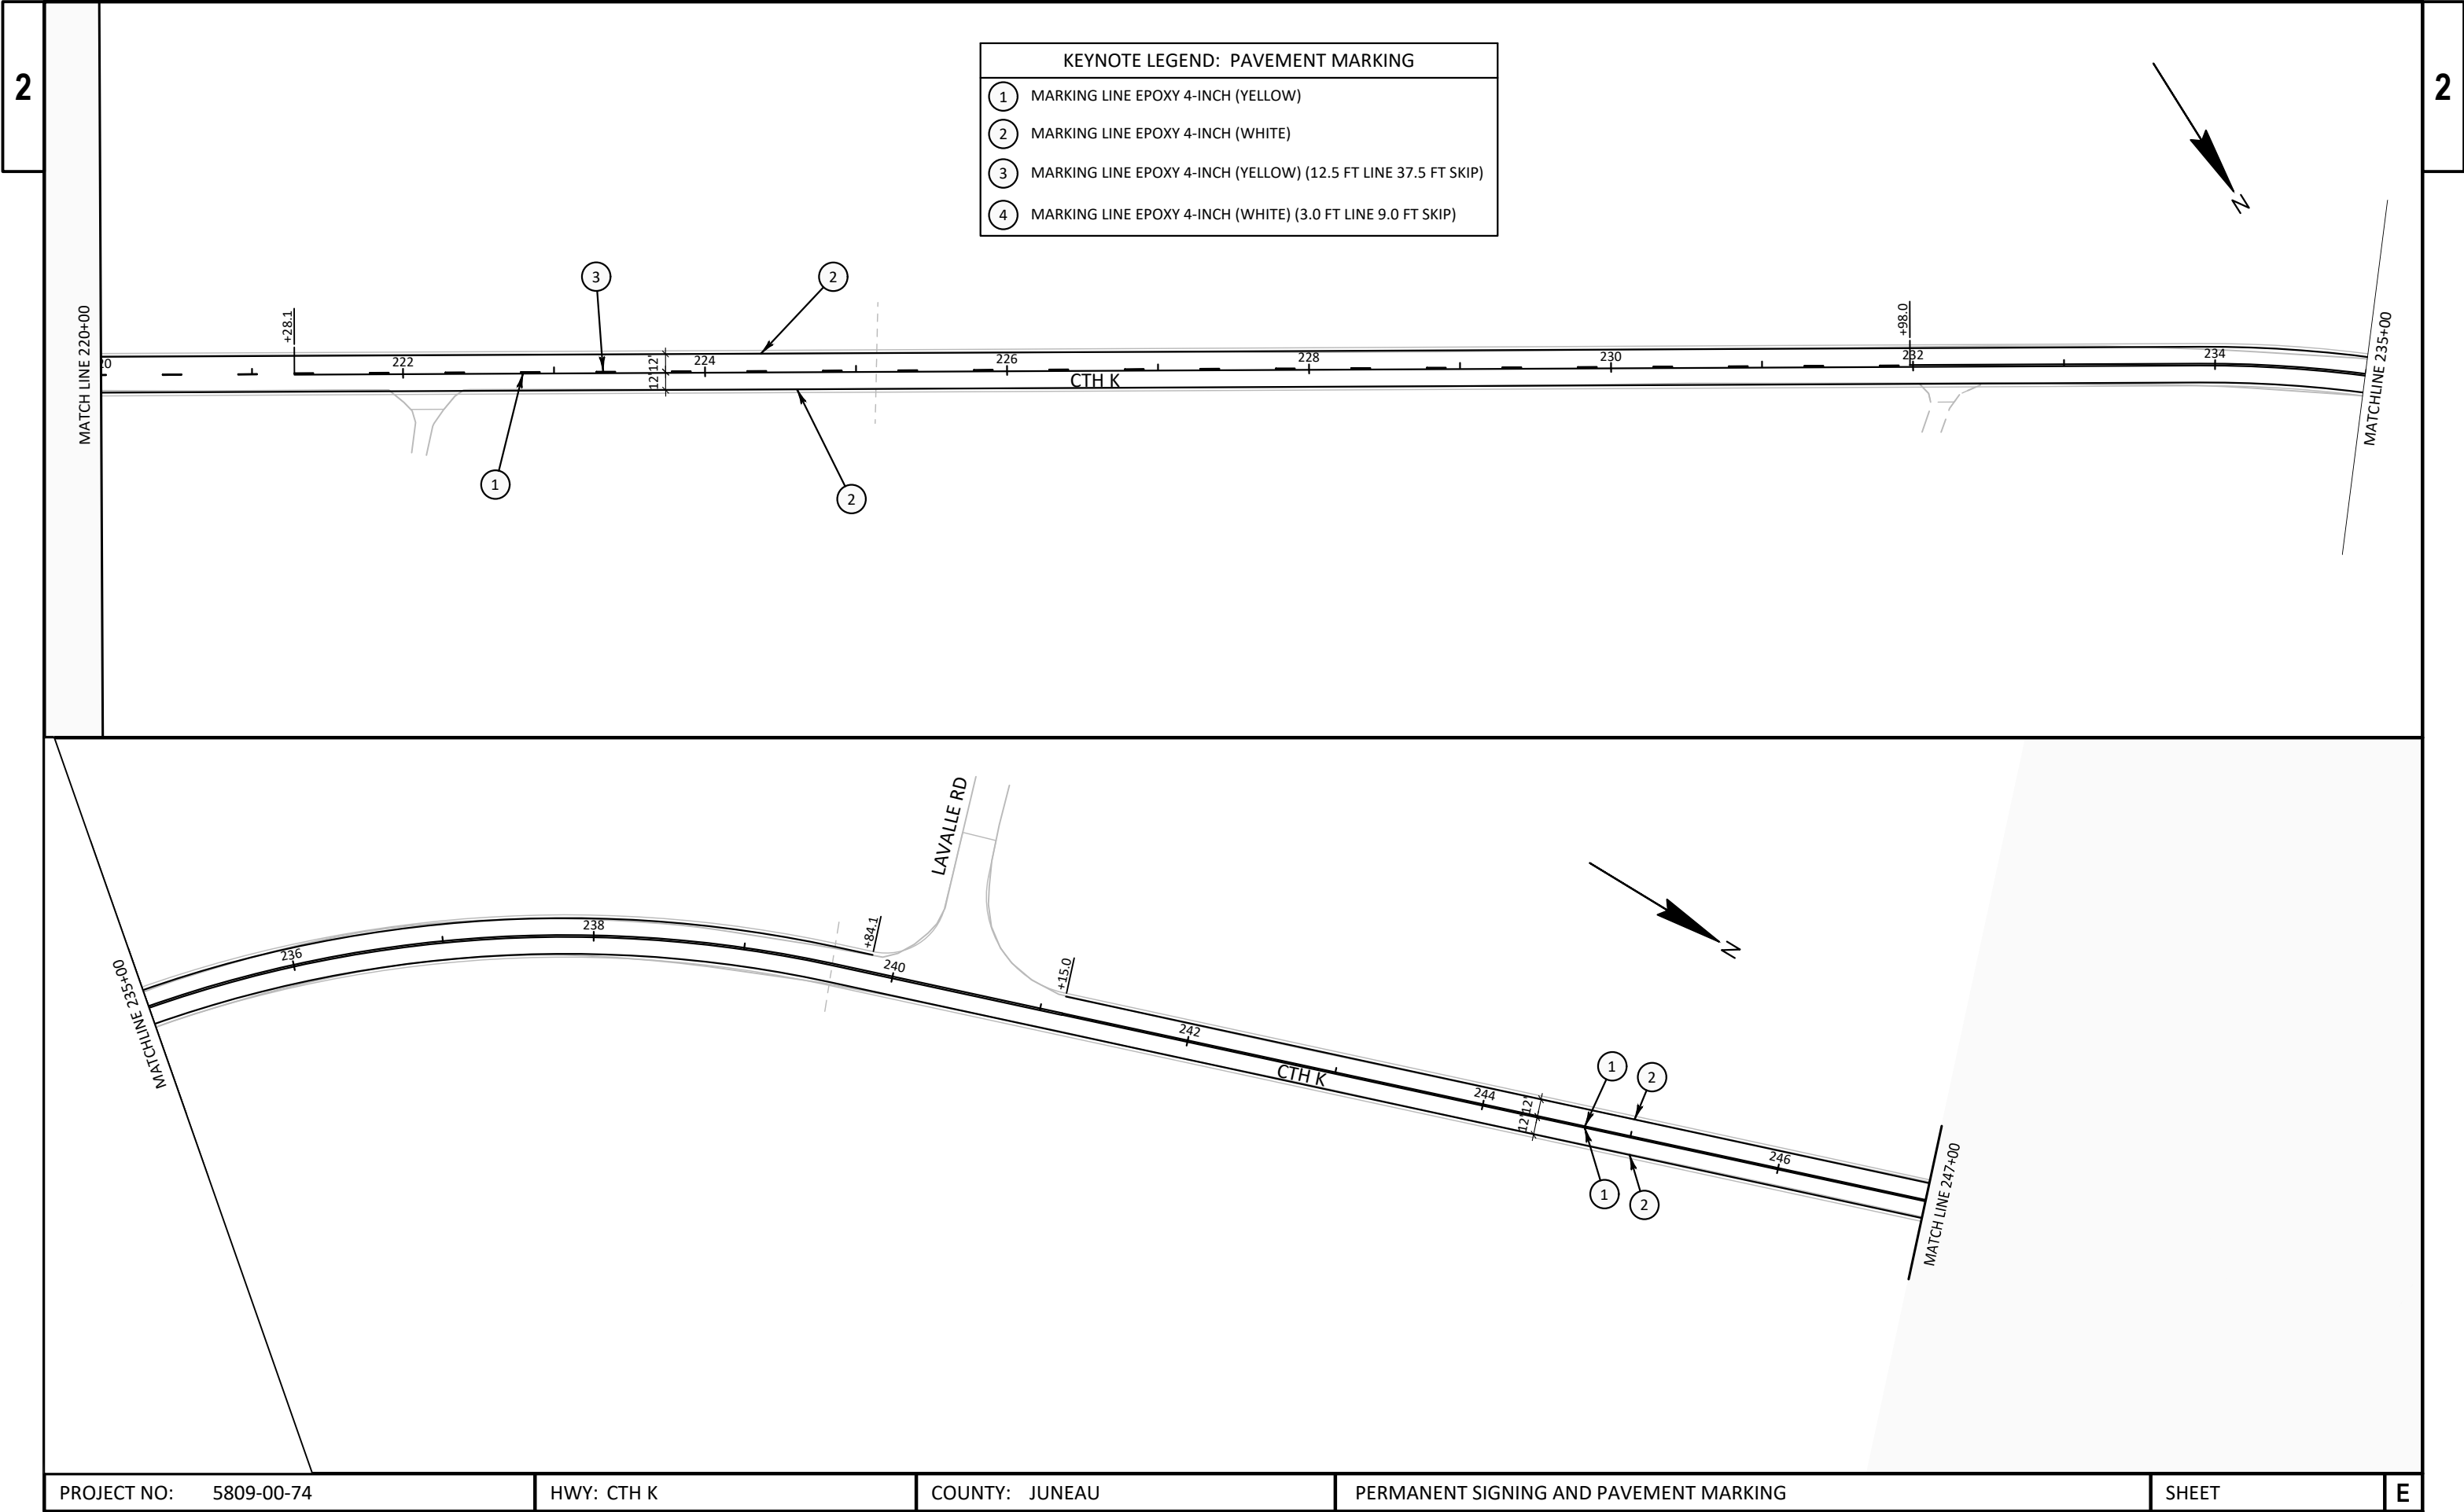 2
2
KEYNOTE LEGEND: PAVEMENT MARKING
1 MARKING LINE EPOXY 4-INCH (YELLOW)
2 MARKING LINE EPOXY 4-INCH (WHITE)
3 MARKING LINE EPOXY 4-INCH (YELLOW) (12.5 FT LINE 37.5 FT SKIP)
4 MARKING LINE EPOXY 4-INCH (WHITE) (3.0 FT LINE 9.0 FT SKIP)
N
MATCH LINE 220+00
+28.1
3
2
+98.0
MATCHLINE 235+00
20
222
12'
12'
224
226
228
230
232
234
CTH K
1
2
LAVALLE RD
MATCHLINE 235+00
236
238
+84.1
240
+15.0
242
CTH K
244
12'
12'
1
2
1
2
246
MATCH LINE 247+00
N
PROJECT NO: 5809-00-74
HWY: CTH K
COUNTY: JUNEAU
PERMANENT SIGNING AND PAVEMENT MARKING
SHEET
E